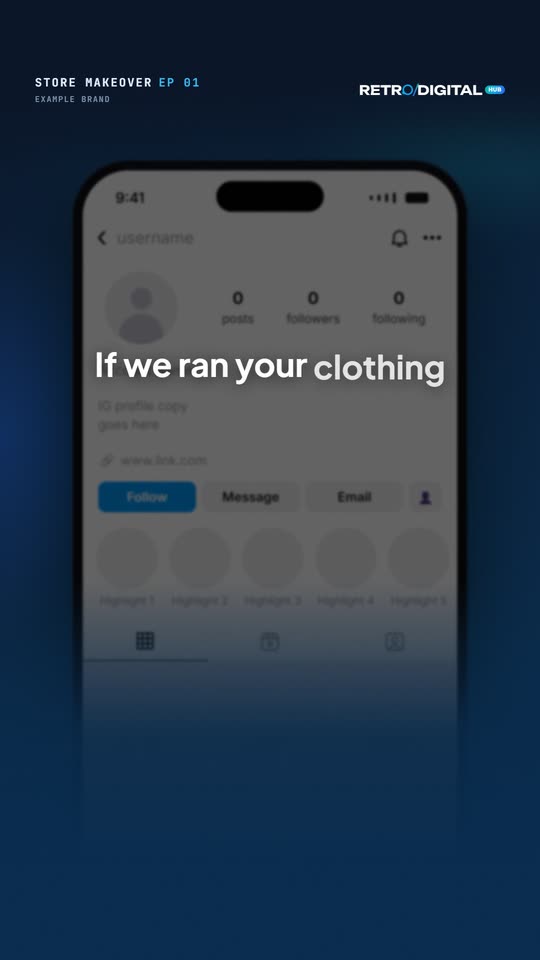 STORE MAKEOVER EP 01
EXAMPLE BRAND
RETRO/DIGITAL HUB
9:41
username
0 0 0
posts followers following
If we ran your clothing
IG profile copy
goes here
www.link.com
Follow Message Email
Highlight 1 Highlight 2 Highlight 3 Highlight 4 Highlight